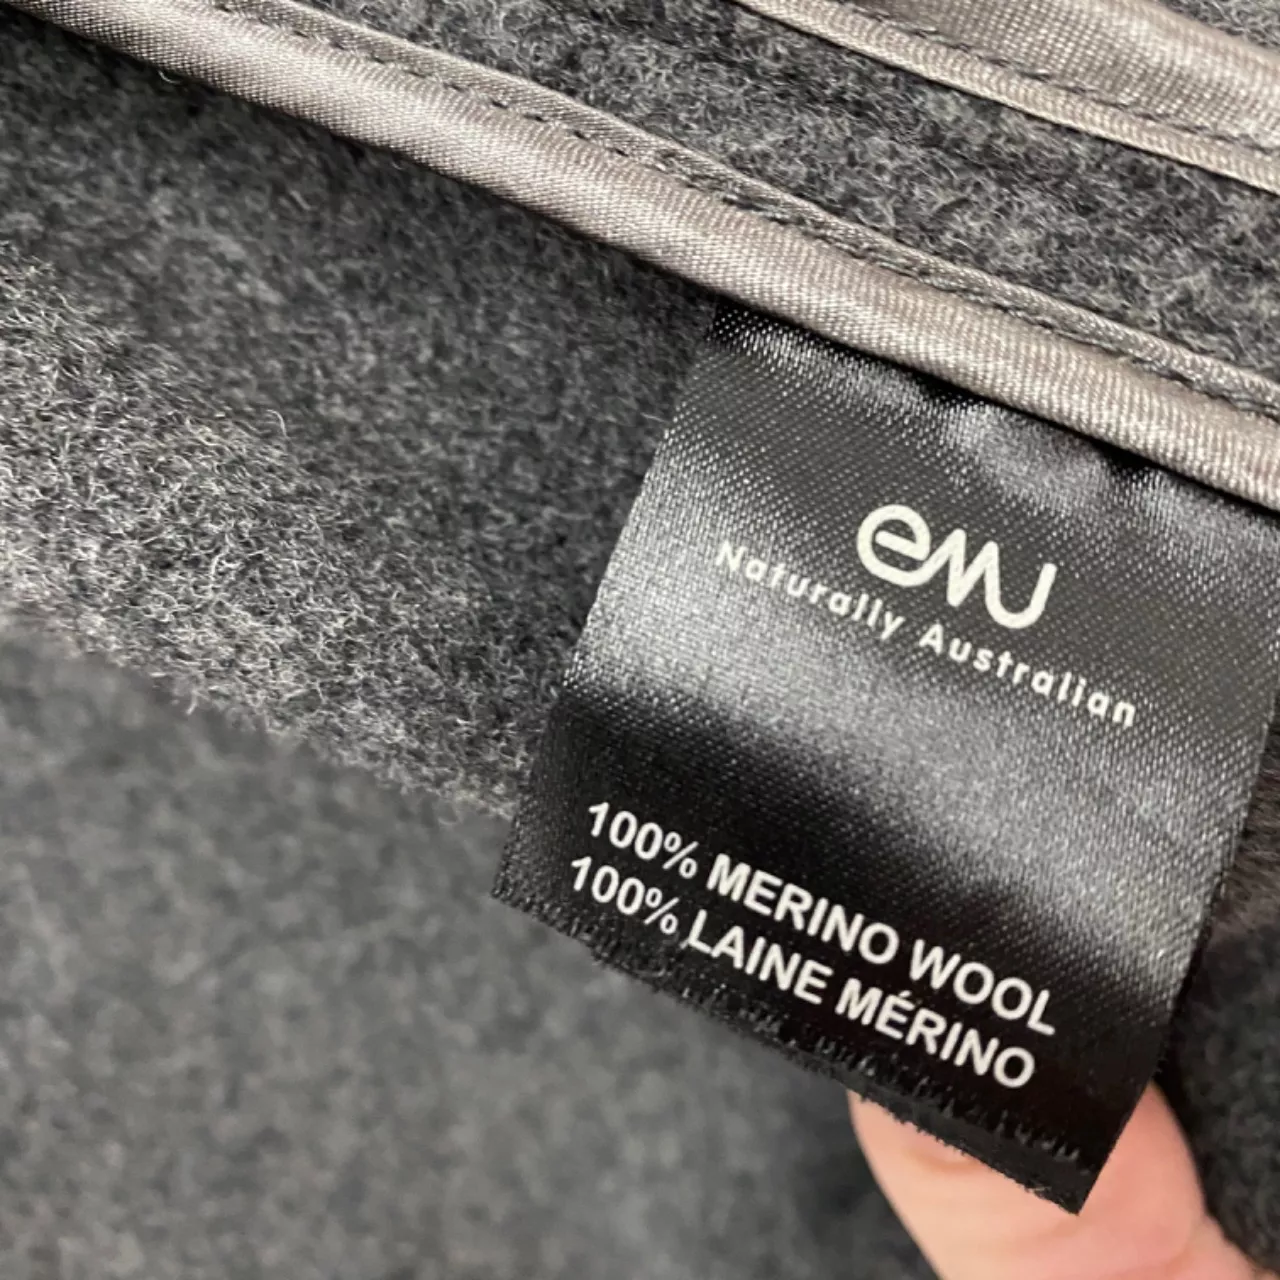 emu
Naturally Australian
100% MERINO WOOL
100% LAINE MÉRINO